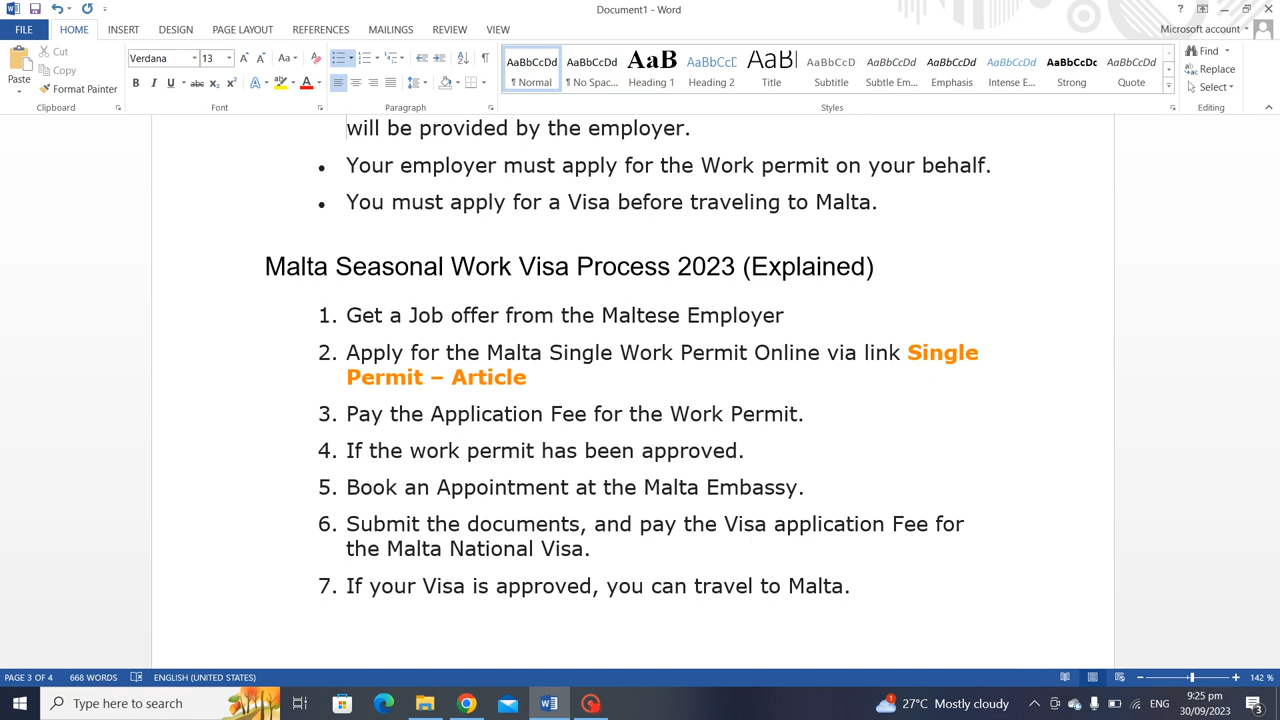 Document1 - Word
Microsoft account
FILE HOME INSERT DESIGN PAGE LAYOUT REFERENCES MAILINGS REVIEW VIEW
Paste
Cut
Copy
Format Painter
Clipboard
Verdana 13
Font
Paragraph
AaBbCcDd AaBbCcDd AaB AaBbCcD AaBl AaBbCcD AaBbCcDd AaBbCcDd AaBbCcDd AaBbCcDd AaBbCcDd
¶ Normal ¶ No Spac... Heading 1 Heading 2 Title Subtitle Subtle Em... Emphasis Intense E... Strong Quote
Styles
Find
Replace
Select
Editing
will be provided by the employer.
• Your employer must apply for the Work permit on your behalf.
• You must apply for a Visa before traveling to Malta.
Malta Seasonal Work Visa Process 2023 (Explained)
1. Get a Job offer from the Maltese Employer
2. Apply for the Malta Single Work Permit Online via link Single
Permit – Article
3. Pay the Application Fee for the Work Permit.
4. If the work permit has been approved.
5. Book an Appointment at the Malta Embassy.
6. Submit the documents, and pay the Visa application Fee for
the Malta National Visa.
7. If your Visa is approved, you can travel to Malta.
PAGE 3 OF 4 668 WORDS ENGLISH (UNITED STATES) 142 %
Type here to search
27°C Mostly cloudy
ENG
9:25 pm
30/09/2023
3